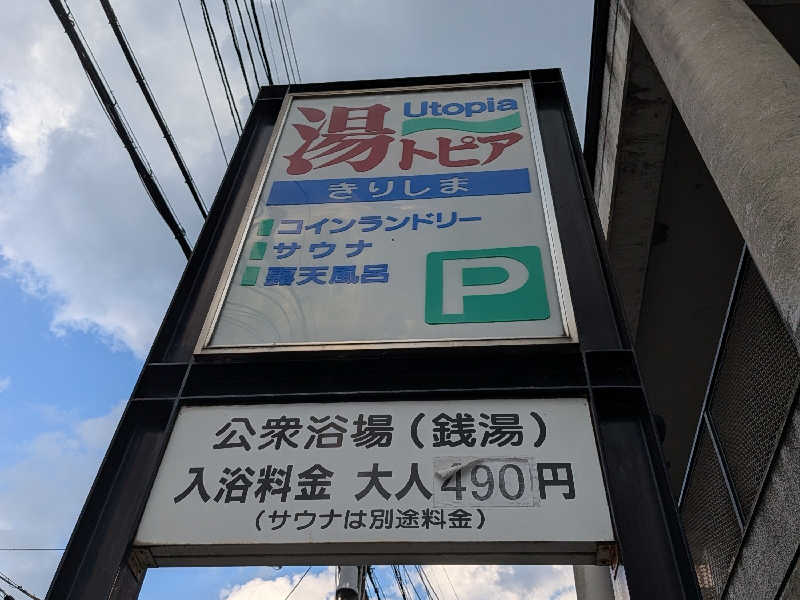 Utopia
湯トピア
きりしま
コインランドリー
サウナ
露天風呂
P
公衆浴場（銭湯）
入浴料金 大人490円
（サウナは別途料金）